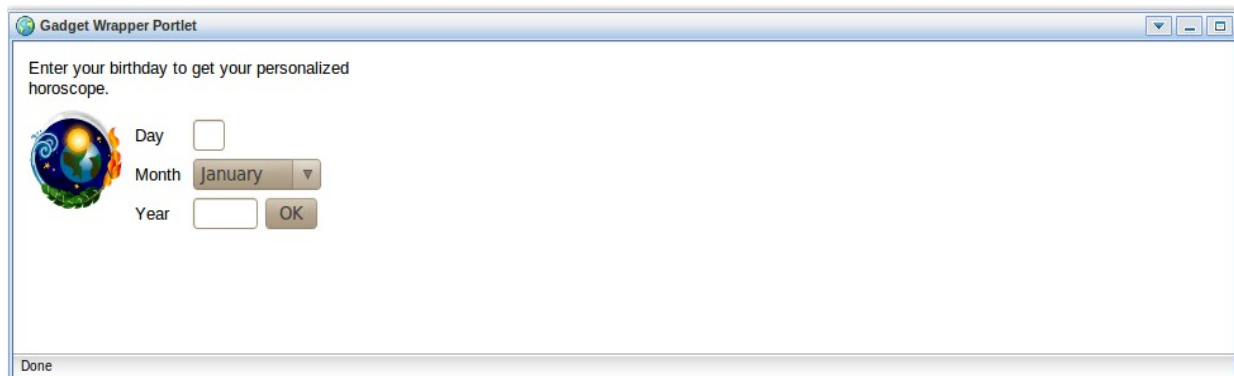 Gadget Wrapper Portlet
Enter your birthday to get your personalized
horoscope.
Day
Month January
Year OK
Done